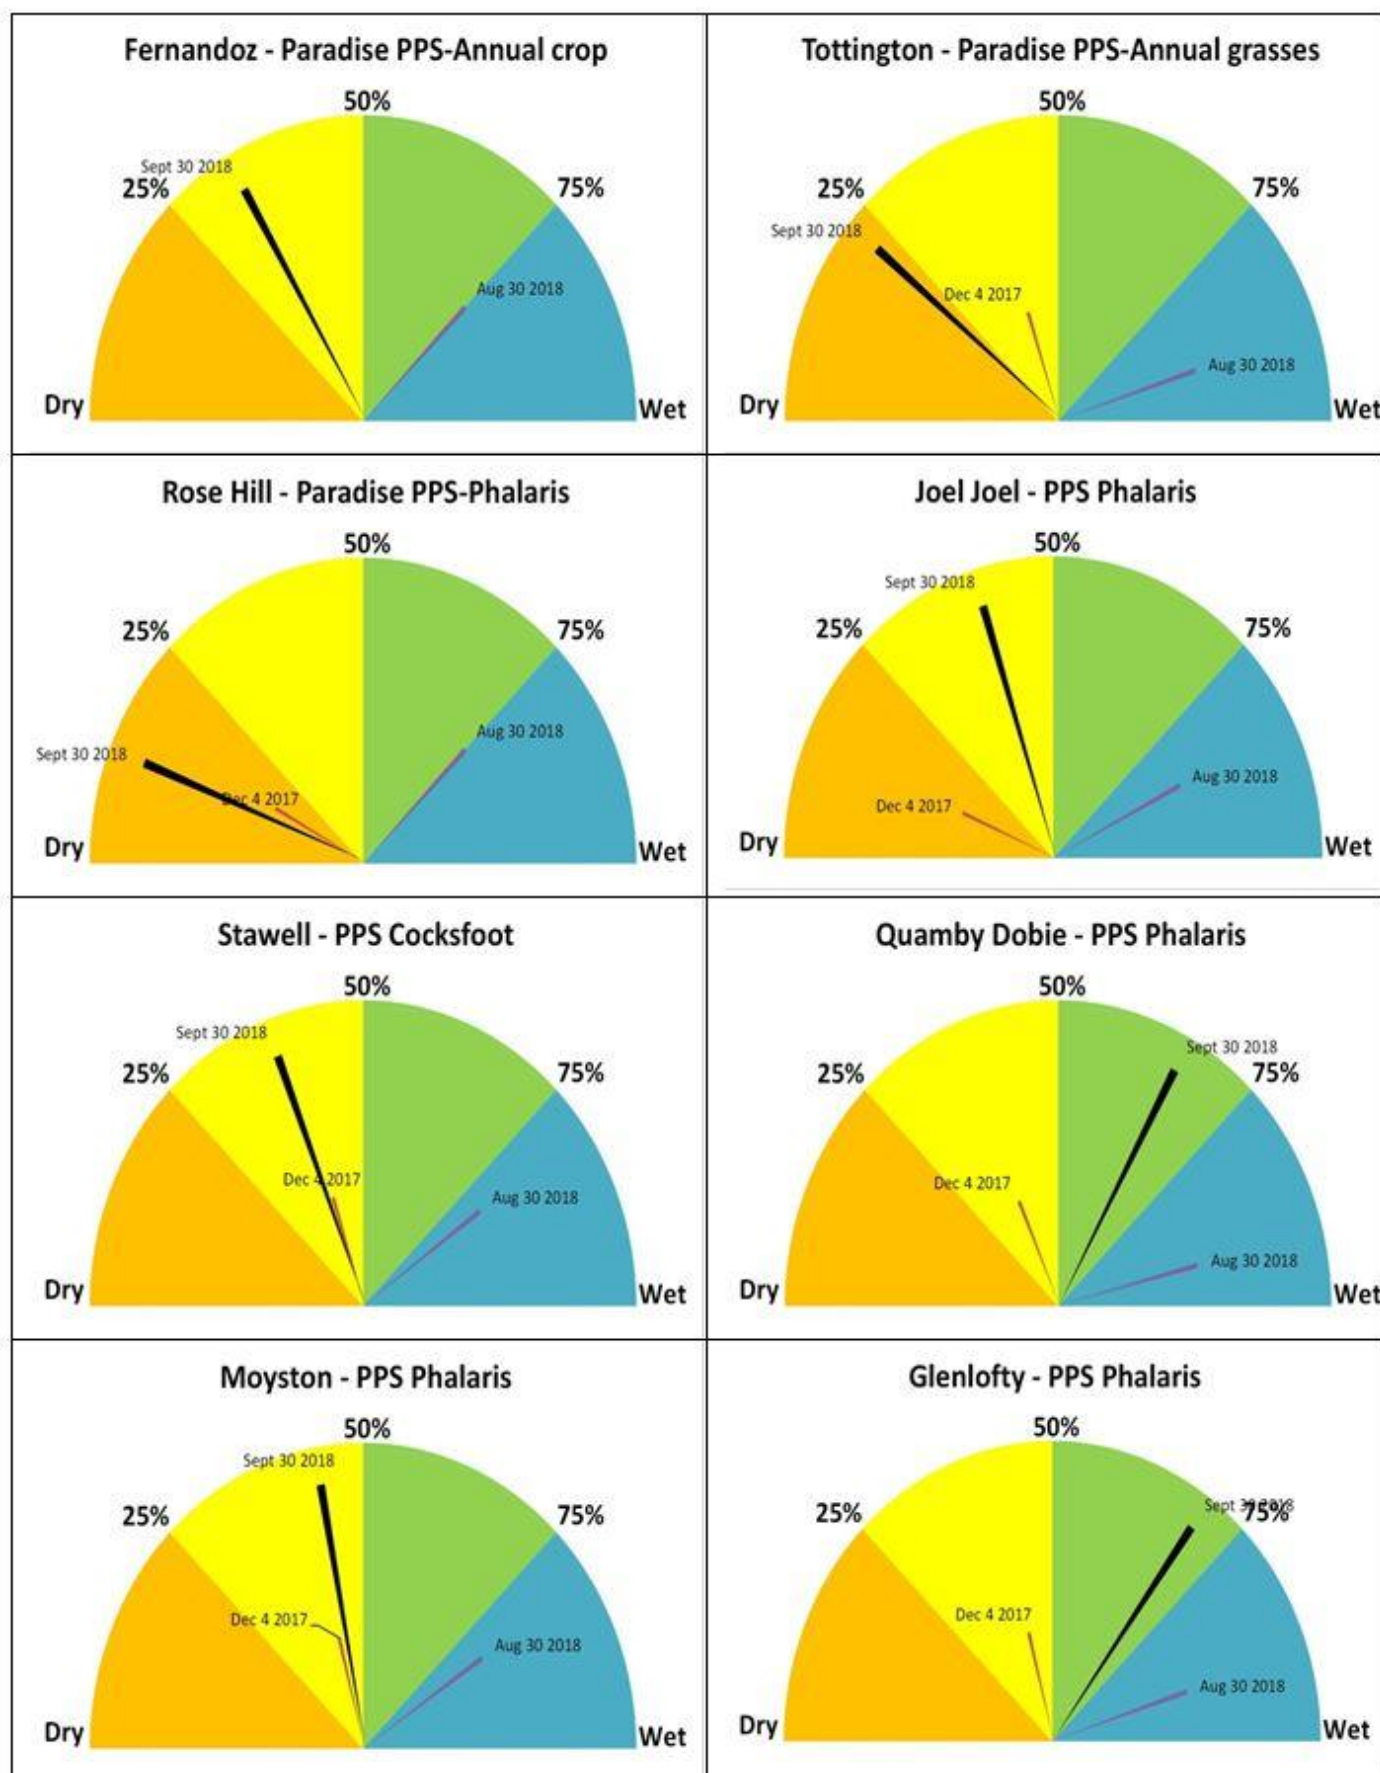 Fernandoz - Paradise PPS-Annual crop
50%
Sept 30 2018
25%
75%
Aug 30 2018
Dry
Wet
Tottington - Paradise PPS-Annual grasses
50%
25%
75%
Sept 30 2018
Dec 4 2017
Aug 30 2018
Dry
Wet
Rose Hill - Paradise PPS-Phalaris
50%
25%
75%
Aug 30 2018
Sept 30 2018
Dec 4 2017
Dry
Wet
Joel Joel - PPS Phalaris
50%
Sept 30 2018
25%
75%
Aug 30 2018
Dec 4 2017
Dry
Wet
Stawell - PPS Cocksfoot
50%
Sept 30 2018
25%
75%
Dec 4 2017
Aug 30 2018
Dry
Wet
Quamby Dobie - PPS Phalaris
50%
Sept 30 2018
25%
75%
Dec 4 2017
Aug 30 2018
Dry
Wet
Moyston - PPS Phalaris
50%
Sept 30 2018
25%
75%
Dec 4 2017
Aug 30 2018
Dry
Wet
Glenlofty - PPS Phalaris
50%
Sept 30 2018
25%
75%
Dec 4 2017
Aug 30 2018
Dry
Wet